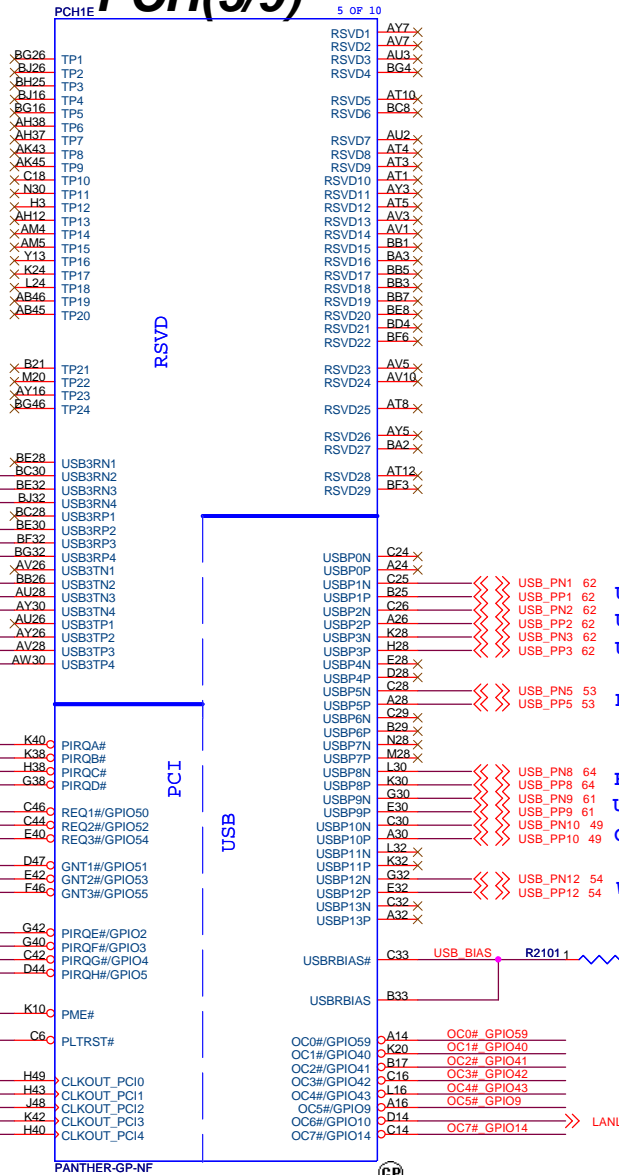 PCH(5/9)
PCH1E 5 OF 10
RSVD1 AY7
RSVD2 AV7
RSVD3 AU3
RSVD4 BG4
BG26 TP1
BJ26 TP2
BH25 TP3
BJ16 TP4
BG16 TP5
AH38 TP6
AH37 TP7
AK43 TP8
AK45 TP9
C18 TP10
N30 TP11
H3 TP12
AH12 TP13
AM4 TP14
AM5 TP15
Y13 TP16
K24 TP17
L24 TP18
AB46 TP19
AB45 TP20
RSVD5 AT10
RSVD6 BC8
RSVD7 AU2
RSVD8 AT4
RSVD9 AT3
RSVD10 AT1
RSVD11 AY3
RSVD12 AT5
RSVD13 AV3
RSVD14 AV1
RSVD15 BB1
RSVD16 BA3
RSVD17 BB5
RSVD18 BB3
RSVD19 BB7
RSVD20 BE8
RSVD21 BD4
RSVD22 BF6
RSVD
B21 TP21
M20 TP22
AY16 TP23
BG46 TP24
RSVD23 AV5
RSVD24 AV10
RSVD25 AT8
RSVD26 AY5
RSVD27 BA2
RSVD28 AT12
RSVD29 BF3
BE28 USB3RN1
BC30 USB3RN2
BE32 USB3RN3
BJ32 USB3RN4
BC28 USB3RP1
BE30 USB3RP2
BF32 USB3RP3
BG32 USB3RP4
AV26 USB3TN1
BB26 USB3TN2
AU28 USB3TN3
AY30 USB3TN4
AU26 USB3TP1
AY26 USB3TP2
AV28 USB3TP3
AW30 USB3TP4
USBP0N C24
USBP0P A24
USBP1N C25 USB_PN1 62
USBP1P B25 USB_PP1 62
USBP2N C26 USB_PN2 62
USBP2P A26 USB_PP2 62
USBP3N K28 USB_PN3 62
USBP3P H28 USB_PP3 62
USBP4N E28
USBP4P D28
USBP5N C28 USB_PN5 53
USBP5P A28 USB_PP5 53
USBP6N C29
USBP6P B29
USBP7N N28
USBP7P M28
USBP8N L30 USB_PN8 64
USBP8P K30 USB_PP8 64
USBP9N G30 USB_PN9 61
USBP9P E30 USB_PP9 61
USBP10N C30 USB_PN10 49
USBP10P A30 USB_PP10 49
USBP11N L32
USBP11P K32
USBP12N G32 USB_PN12 54
USBP12P E32 USB_PP12 54
USBP13N C32
USBP13P A32
K40 PIRQA#
K38 PIRQB#
H38 PIRQC#
G38 PIRQD#
PCI
USB
C46 REQ1#/GPIO50
C44 REQ2#/GPIO52
E40 REQ3#/GPIO54
D47 GNT1#/GPIO51
E42 GNT2#/GPIO53
F46 GNT3#/GPIO55
G42 PIRQE#/GPIO2
G40 PIRQF#/GPIO3
C42 PIRQG#/GPIO4
D44 PIRQH#/GPIO5
USBRBIAS# C33 USB_BIAS R2101 1
USBRBIAS B33
K10 PME#
C6 PLTRST#
OC0#/GPIO59 A14 OC0#_GPIO59
OC1#/GPIO40 K20 OC1#_GPIO40
OC2#/GPIO41 B17 OC2#_GPIO41
OC3#/GPIO42 C16 OC3#_GPIO42
OC4#/GPIO43 L16 OC4#_GPIO43
OC5#/GPIO9 A16 OC5#_GPIO9
OC6#/GPIO10 D14 LANL
OC7#/GPIO14 C14 OC7#_GPIO14
H49 CLKOUT_PCI0
H43 CLKOUT_PCI1
J48 CLKOUT_PCI2
K42 CLKOUT_PCI3
H40 CLKOUT_PCI4
PANTHER-GP-NF